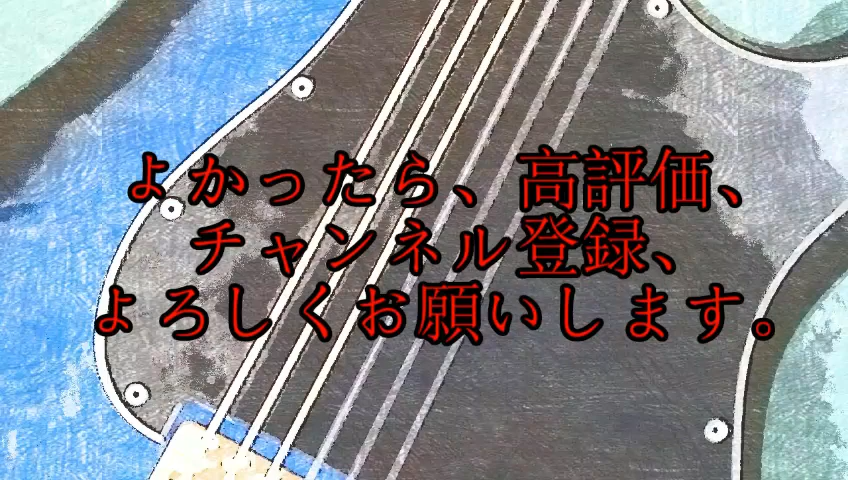 よかったら、高評価、
チャンネル登録、
よろしくお願いします。